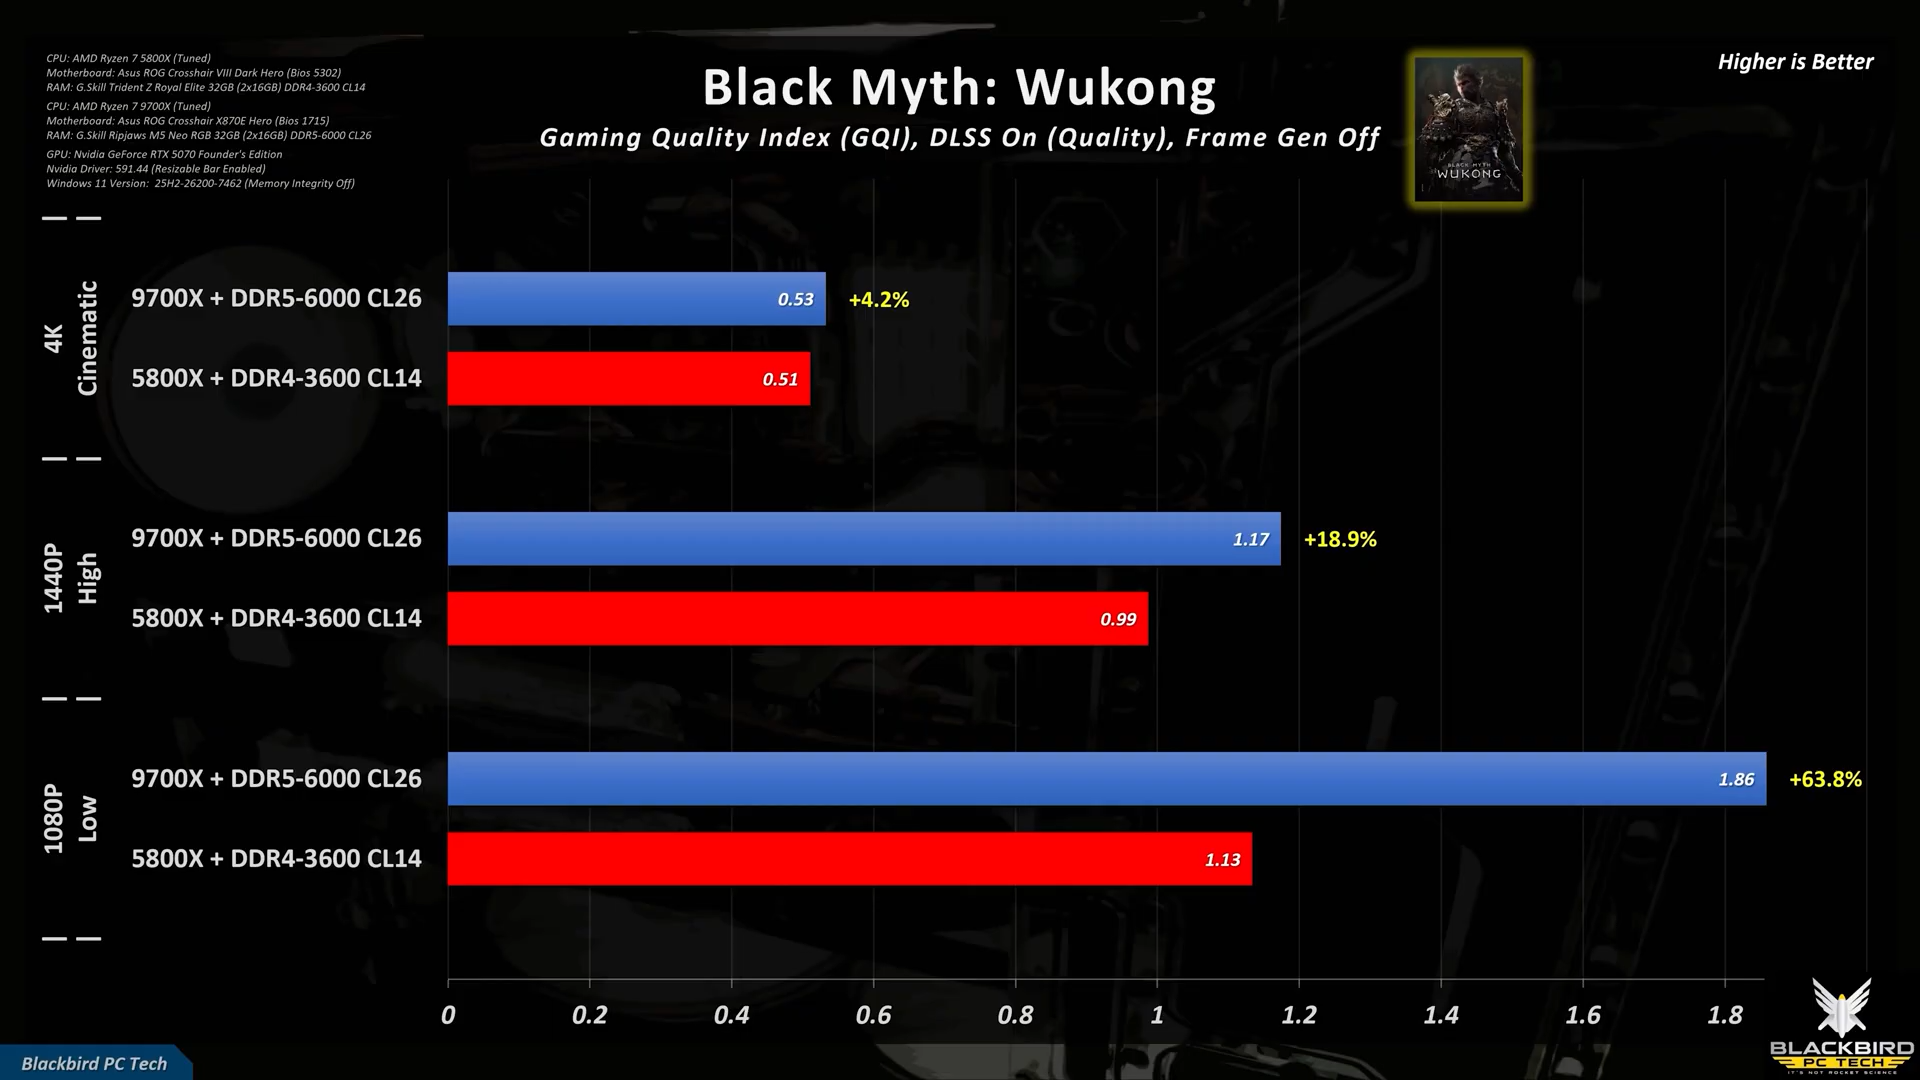 CPU: AMD Ryzen 7 5800X (Tuned)
Motherboard: Asus ROG Crosshair VIII Dark Hero (Bios 5302)
RAM: G.Skill Trident Z Royal Elite 32GB (2x16GB) DDR4-3600 CL14
CPU: AMD Ryzen 7 9700X (Tuned)
Motherboard: Asus ROG Crosshair X870E Hero (Bios 1715)
RAM: G.Skill Ripjaws M5 Neo RGB 32GB (2x16GB) DDR5-6000 CL26
GPU: Nvidia GeForce RTX 5070 Founder's Edition
Nvidia Driver: 591.44 (Resizable Bar Enabled)
Windows 11 Version: 25H2-26200-7462 (Memory Integrity Off)
Black Myth: Wukong
Gaming Quality Index (GQI), DLSS On (Quality), Frame Gen Off
BLACK MYTH
WUKONG
Higher is Better
4K
Cinematic
9700X + DDR5-6000 CL26
0.53
+4.2%
5800X + DDR4-3600 CL14
0.51
1440P
High
9700X + DDR5-6000 CL26
1.17
+18.9%
5800X + DDR4-3600 CL14
0.99
1080P
Low
9700X + DDR5-6000 CL26
1.86
+63.8%
5800X + DDR4-3600 CL14
1.13
0 0.2 0.4 0.6 0.8 1 1.2 1.4 1.6 1.8
Blackbird PC Tech
BLACKBIRD
PC TECH
IT'S NOT ROCKET SCIENCE